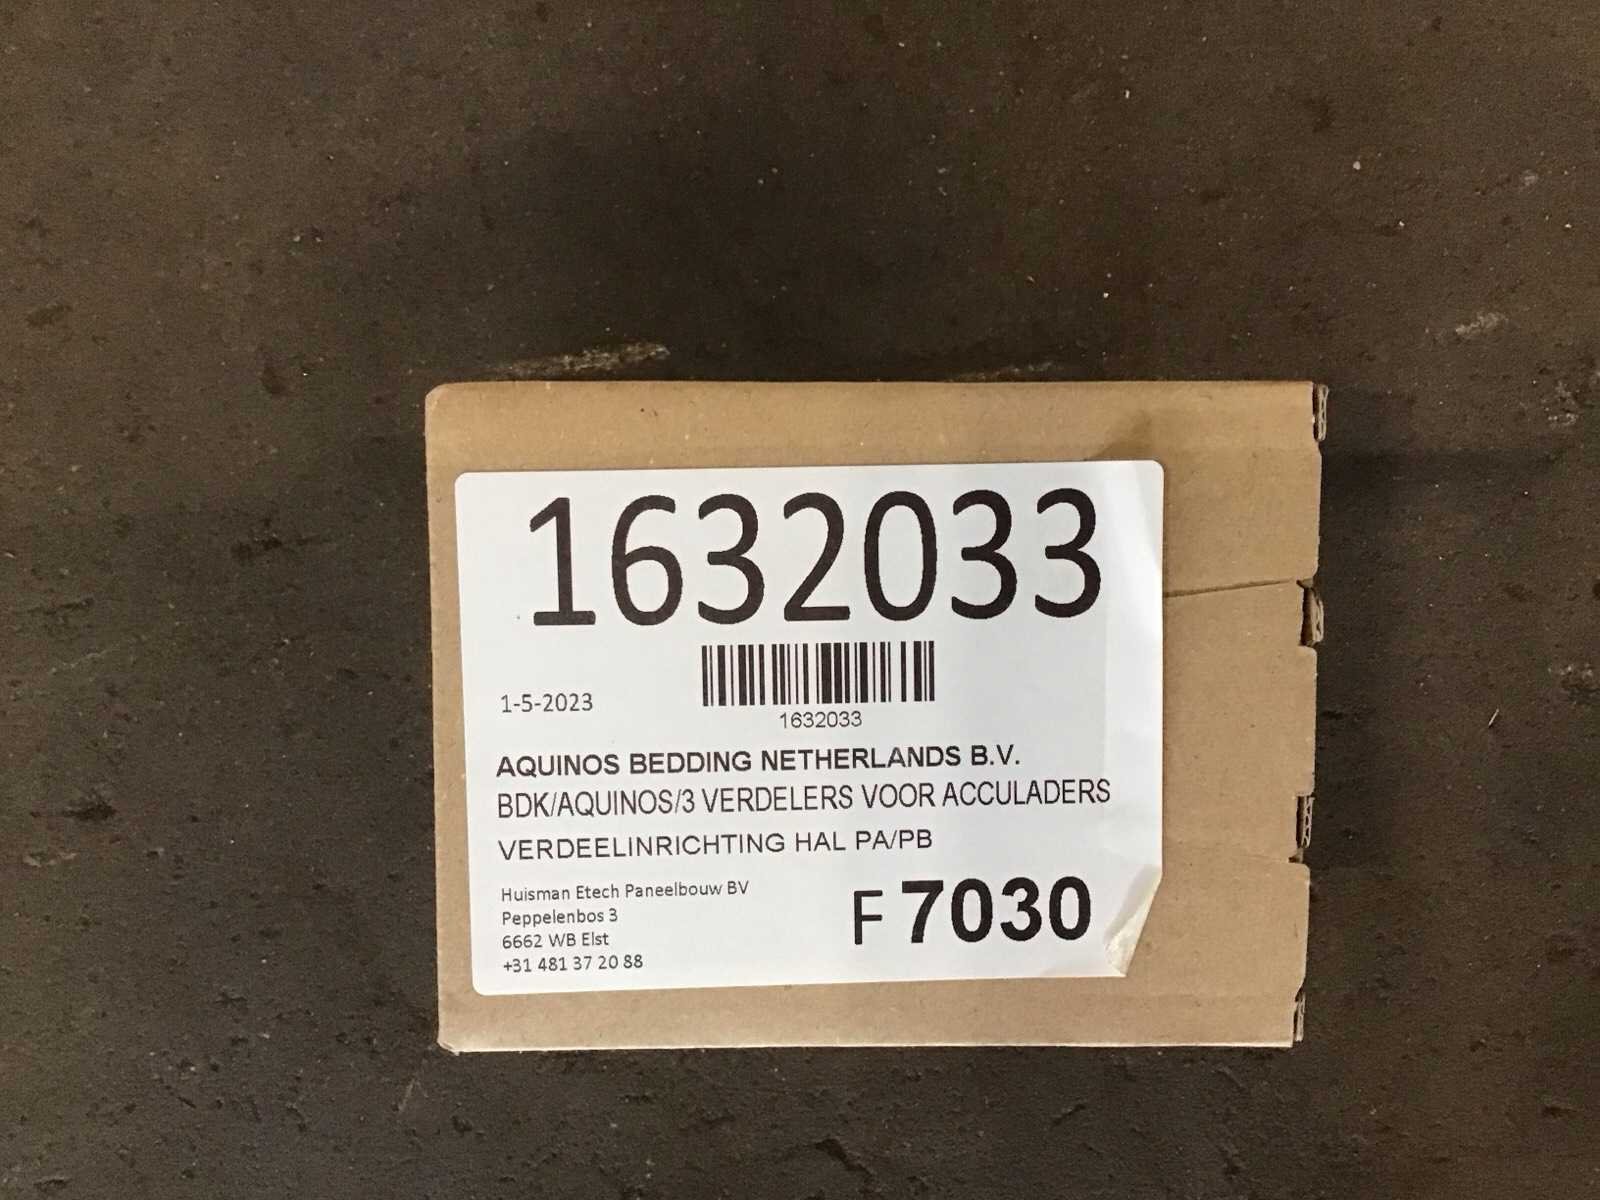 1632033
1632033
1-5-2023
AQUINOS BEDDING NETHERLANDS B.V.
BDK/AQUINOS/3 VERDELERS VOOR ACCULADERS
VERDEELINRICHTING HAL PA/PB
Huisman Etech Paneelbouw BV
Peppelenbos 3
6662 WB Elst
+31 481 37 20 88
F 7030